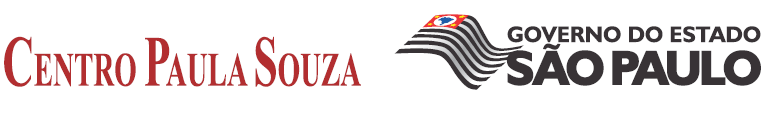 CENTRO PAULA SOUZA
GOVERNO DO ESTADO
SÃO PAULO